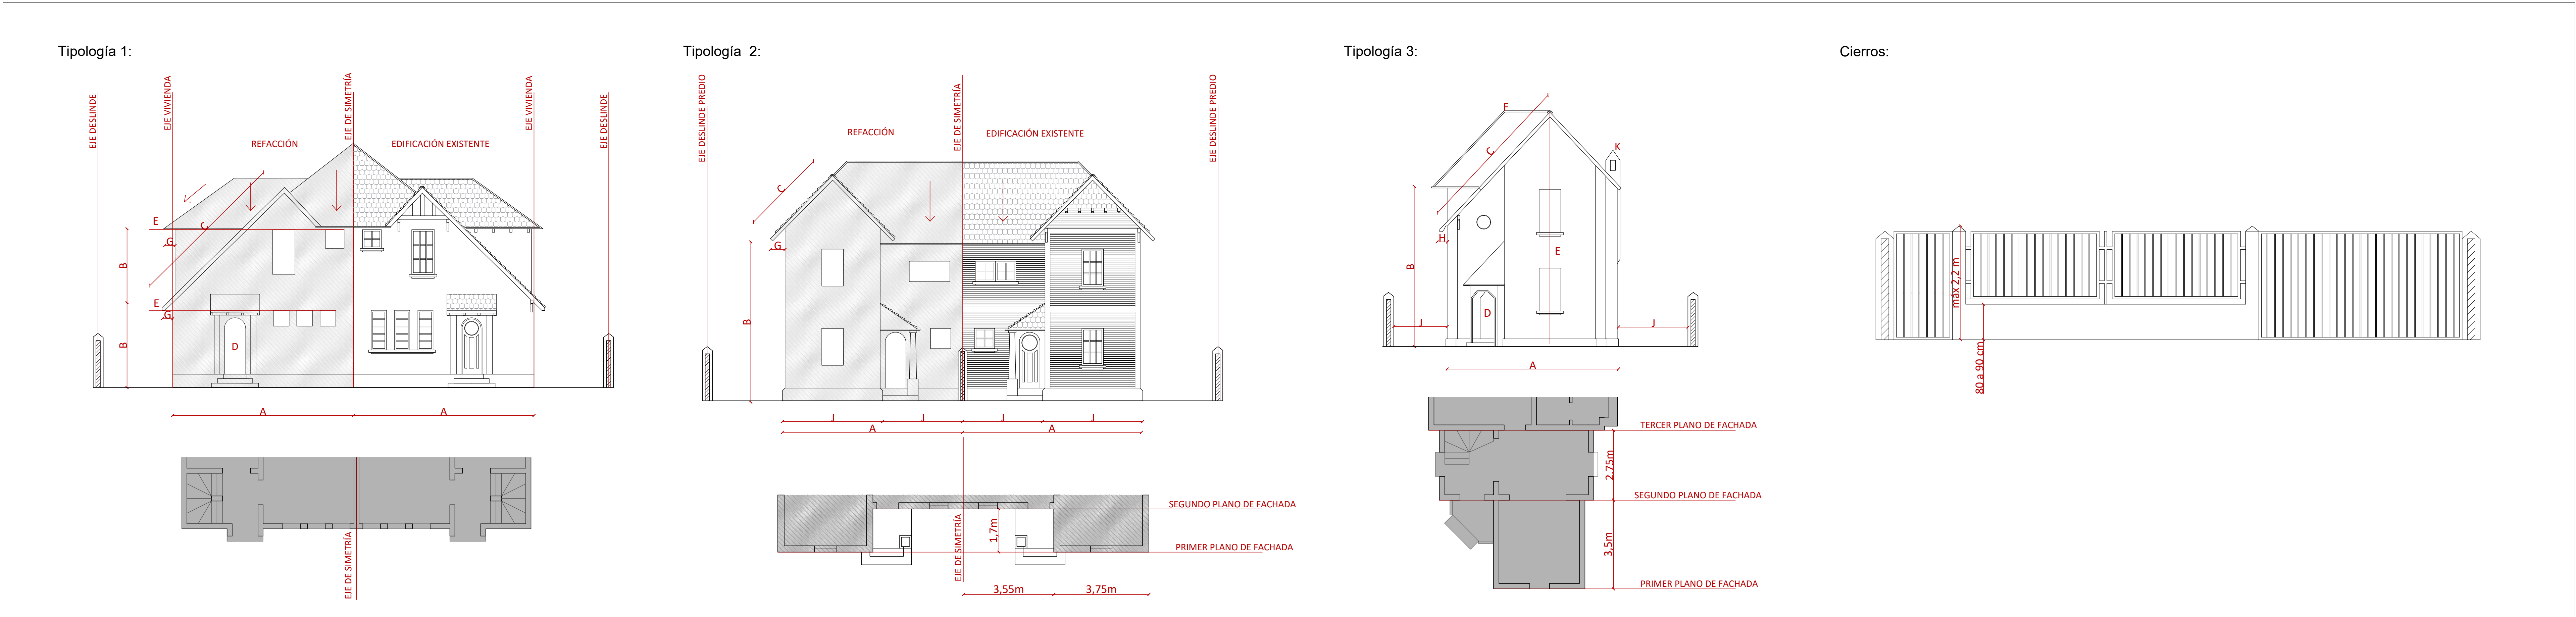 Tipología 1:
EJE DESLINDE
EJE VIVIENDA
EJE DE SIMETRÍA
EJE VIVIENDA
EJE DESLINDE
REFACCIÓN
EDIFICACIÓN EXISTENTE
E
C
G
B
E
G
B
D
A
A
EJE DE SIMETRÍA
Tipología 2:
EJE DESLINDE PREDIO
EJE DE SIMETRÍA
EJE DESLINDE PREDIO
REFACCIÓN
EDIFICACIÓN EXISTENTE
C
G
B
J
J
J
J
A
A
SEGUNDO PLANO DE FACHADA
EJE DE SIMETRÍA
1,7m
PRIMER PLANO DE FACHADA
3,55m
3,75m
Tipología 3:
F
C
K
H
E
B
D
J
J
A
TERCER PLANO DE FACHADA
2.75m
SEGUNDO PLANO DE FACHADA
3,5m
PRIMER PLANO DE FACHADA
Cierros:
máx 2,2 m
80 a 90 cm